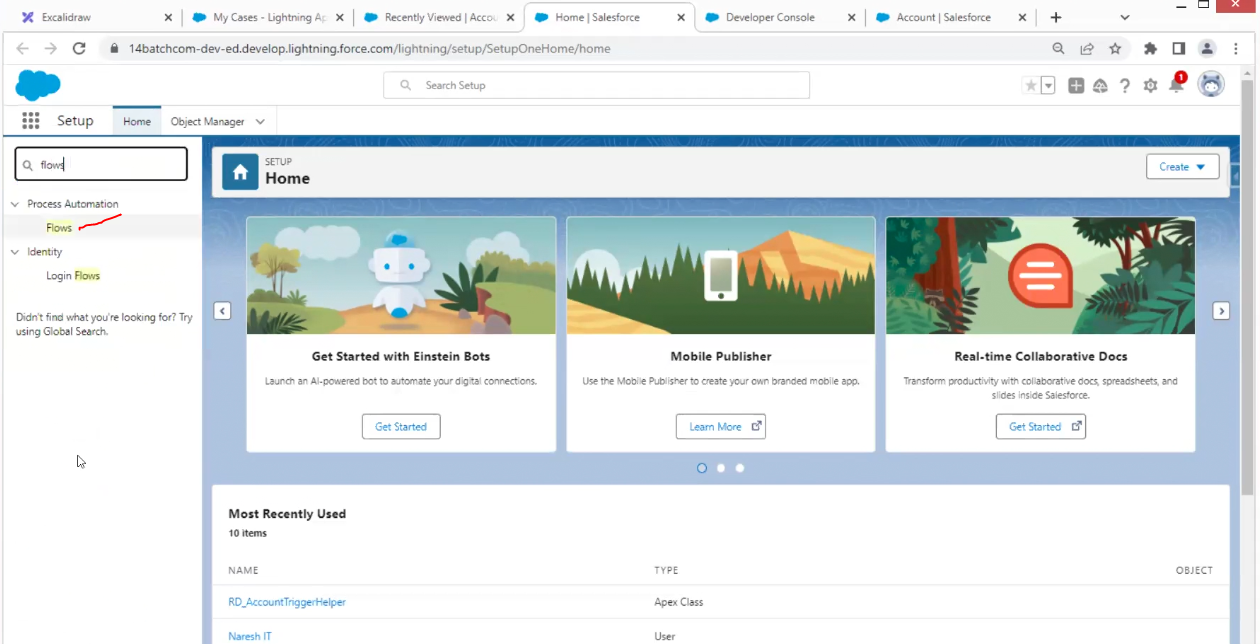 Excalidraw
My Cases - Lightning Ap
Recently Viewed | Accou
Home | Salesforce
Developer Console
Account | Salesforce
14batchcom-dev-ed.develop.lightning.force.com/lightning/setup/SetupOneHome/home
Search Setup
1
Setup
Home
Object Manager
flows
Process Automation
Flows
Identity
Login Flows
Didn't find what you're looking for? Try
using Global Search.
SETUP
Home
Create
Get Started with Einstein Bots
Launch an AI-powered bot to automate your digital connections.
Get Started
Mobile Publisher
Use the Mobile Publisher to create your own branded mobile app.
Learn More
Real-time Collaborative Docs
Transform productivity with collaborative docs, spreadsheets, and
slides inside Salesforce.
Get Started
Most Recently Used
10 items
NAME TYPE OBJECT
RD_AccountTriggerHelper Apex Class
Naresh IT User